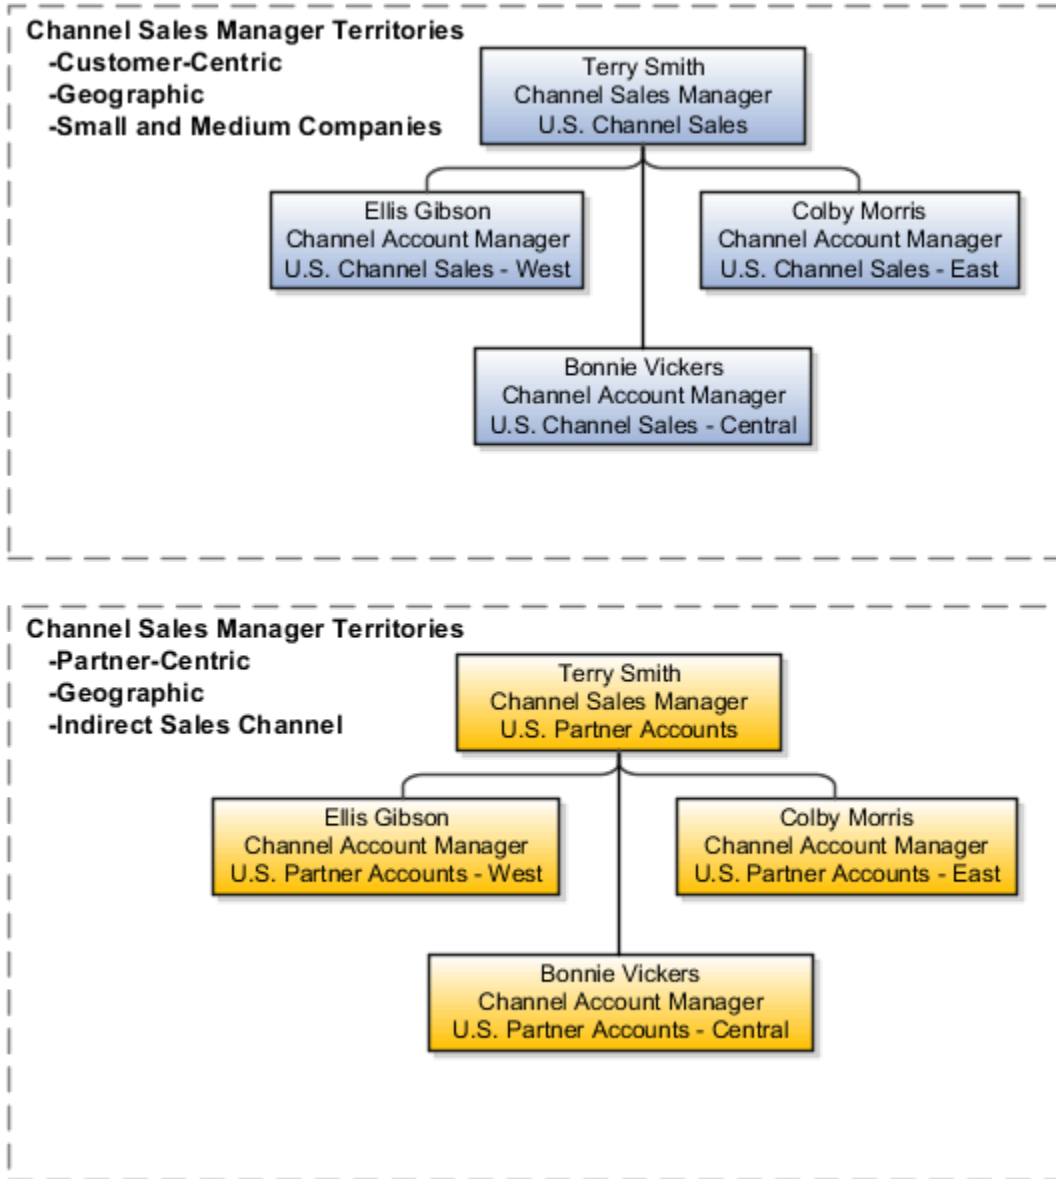 Channel Sales Manager Territories
-Customer-Centric
-Geographic
-Small and Medium Companies
Terry Smith
Channel Sales Manager
U.S. Channel Sales
Ellis Gibson
Channel Account Manager
U.S. Channel Sales - West
Colby Morris
Channel Account Manager
U.S. Channel Sales - East
Bonnie Vickers
Channel Account Manager
U.S. Channel Sales - Central
Channel Sales Manager Territories
-Partner-Centric
-Geographic
-Indirect Sales Channel
Terry Smith
Channel Sales Manager
U.S. Partner Accounts
Ellis Gibson
Channel Account Manager
U.S. Partner Accounts - West
Colby Morris
Channel Account Manager
U.S. Partner Accounts - East
Bonnie Vickers
Channel Account Manager
U.S. Partner Accounts - Central